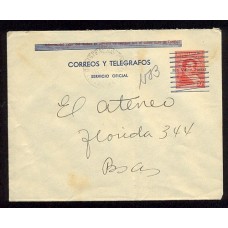 CORREOS Y TELEGRAFOS
SERVICIO OFICIAL
El Ateneo
Florida 344
Bs as